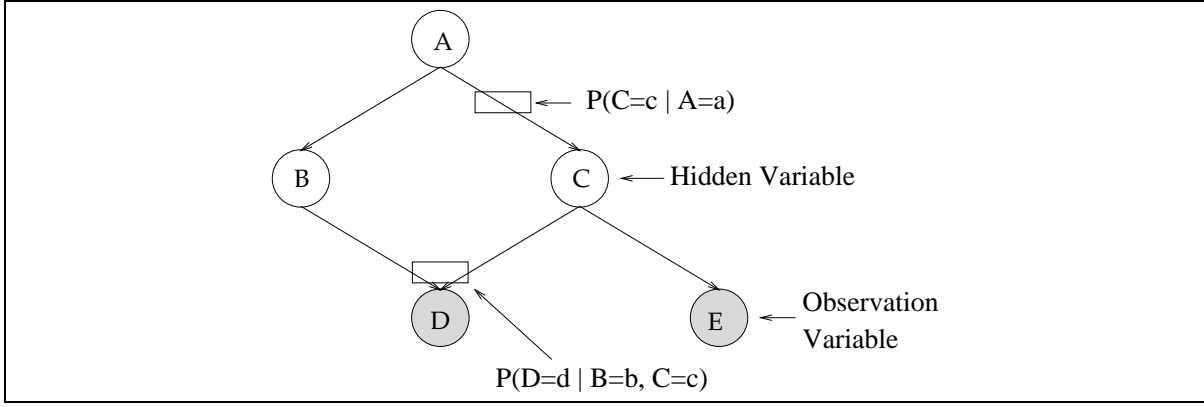 A
P(C=c | A=a)
B
C
Hidden Variable
D
E
Observation
Variable
P(D=d | B=b, C=c)